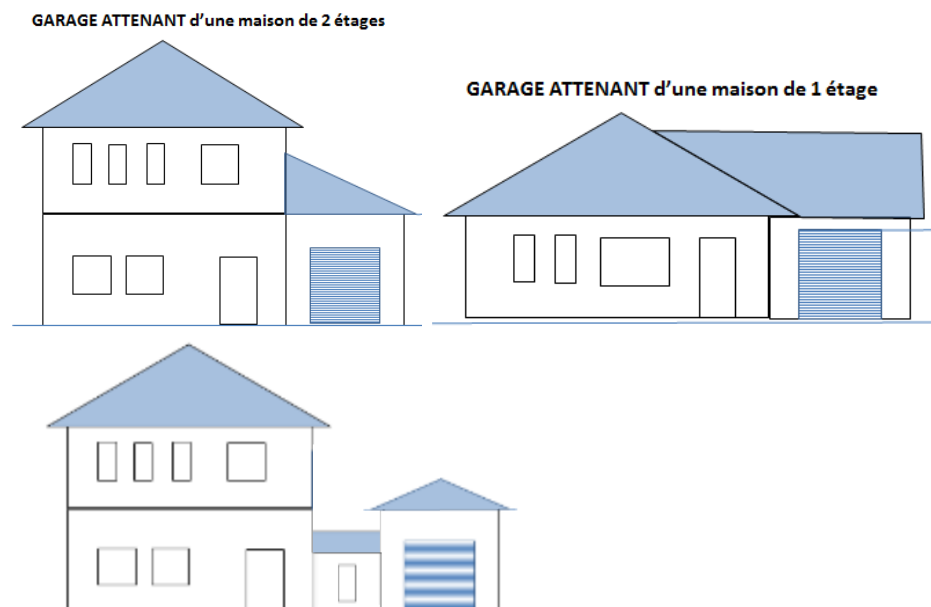 GARAGE ATTENANT d'une maison de 2 étages
GARAGE ATTENANT d'une maison de 1 étage